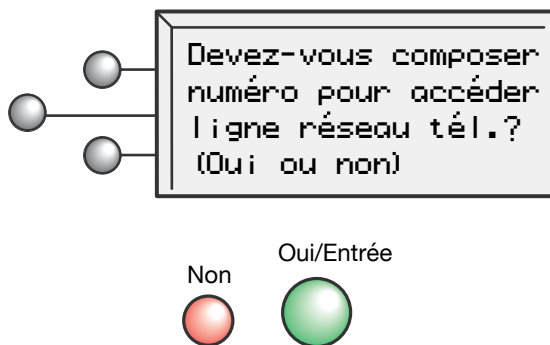 Devez-vous composer
numéro pour accéder
ligne réseau tél.?
(Oui ou non)
Oui/Entrée
Non